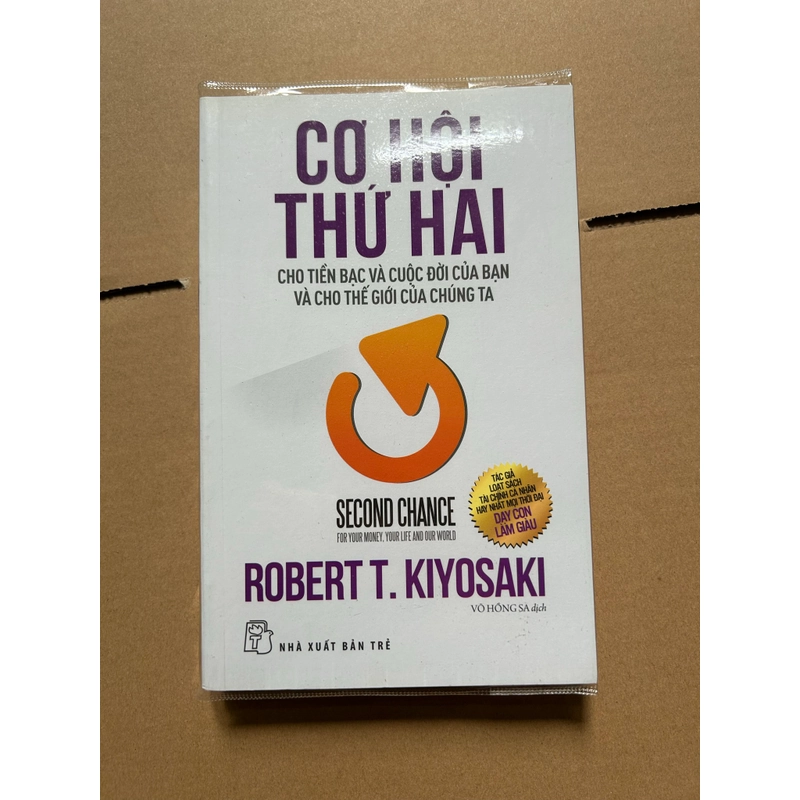 CƠ HỘI
THỨ HAI
CHO TIỀN BẠC VÀ CUỘC ĐỜI CỦA BẠN
VÀ CHO THẾ GIỚI CỦA CHÚNG TA
TÁC GIẢ
LOẠT SÁCH
TÀI CHÍNH CÁ NHÂN
HAY NHẤT MỌI THỜI ĐẠI
DẠY CON
LÀM GIÀU
SECOND CHANCE
FOR YOUR MONEY, YOUR LIFE AND OUR WORLD
ROBERT T. KIYOSAKI
VÕ HỒNG SA dịch
T
NHÀ XUẤT BẢN TRẺ